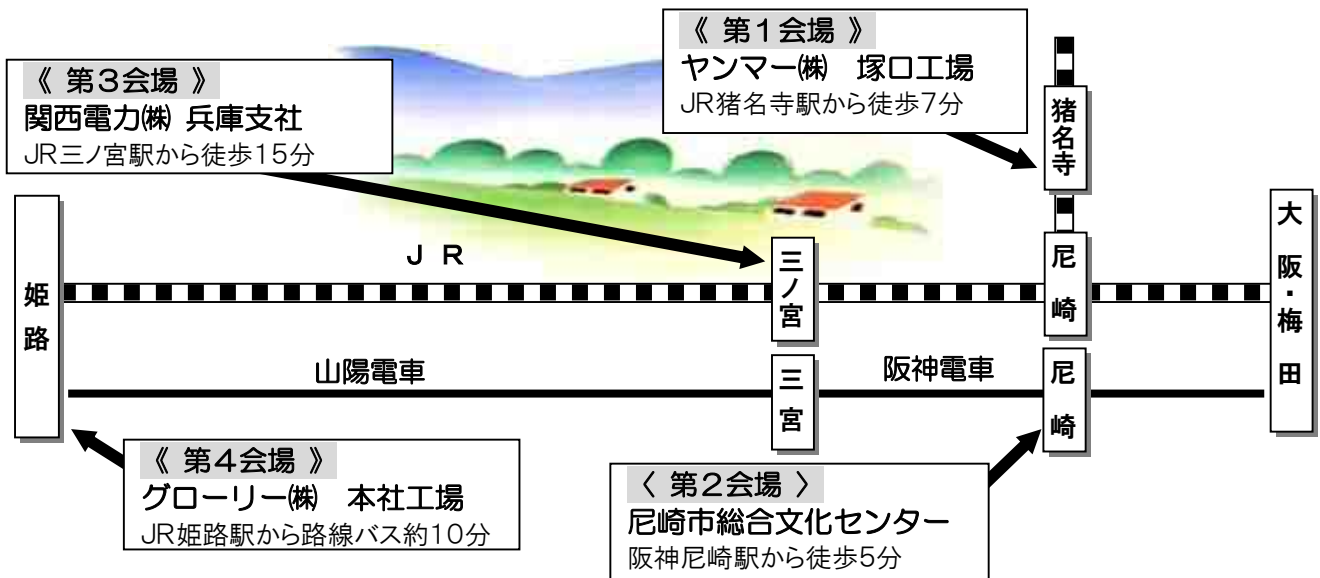 《 第1会場 》
ヤンマー㈱ 塚口工場
JR猪名寺駅から徒歩7分
《 第3会場 》
関西電力㈱ 兵庫支社
JR三ノ宮駅から徒歩15分
猪名寺
大阪・梅田
JR
三ノ宮
尼崎
姫路
山陽電車
三宮
阪神電車
尼崎
《 第4会場 》
グローリー㈱ 本社工場
JR姫路駅から路線バス約10分
〈 第2会場 〉
尼崎市総合文化センター
阪神尼崎駅から徒歩5分